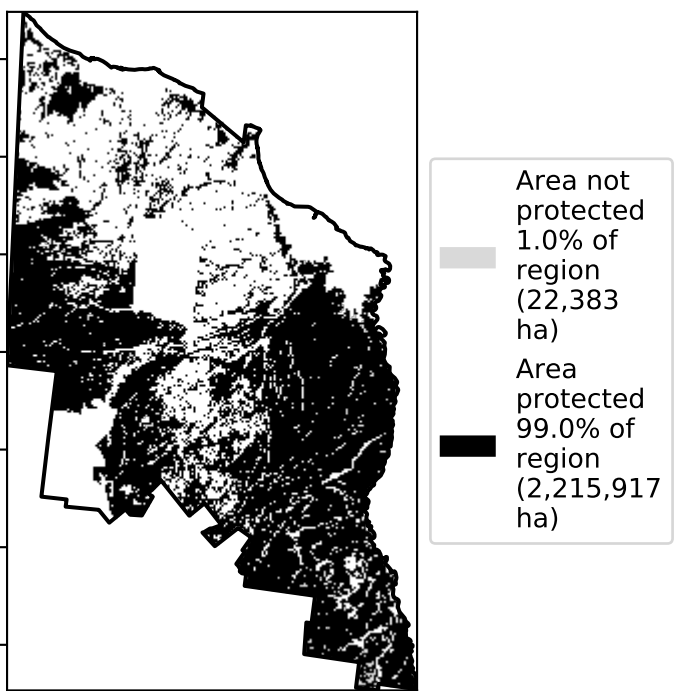 Area not
protected
1.0% of
region
(22,383
ha)
Area
protected
99.0% of
region
(2,215,917
ha)